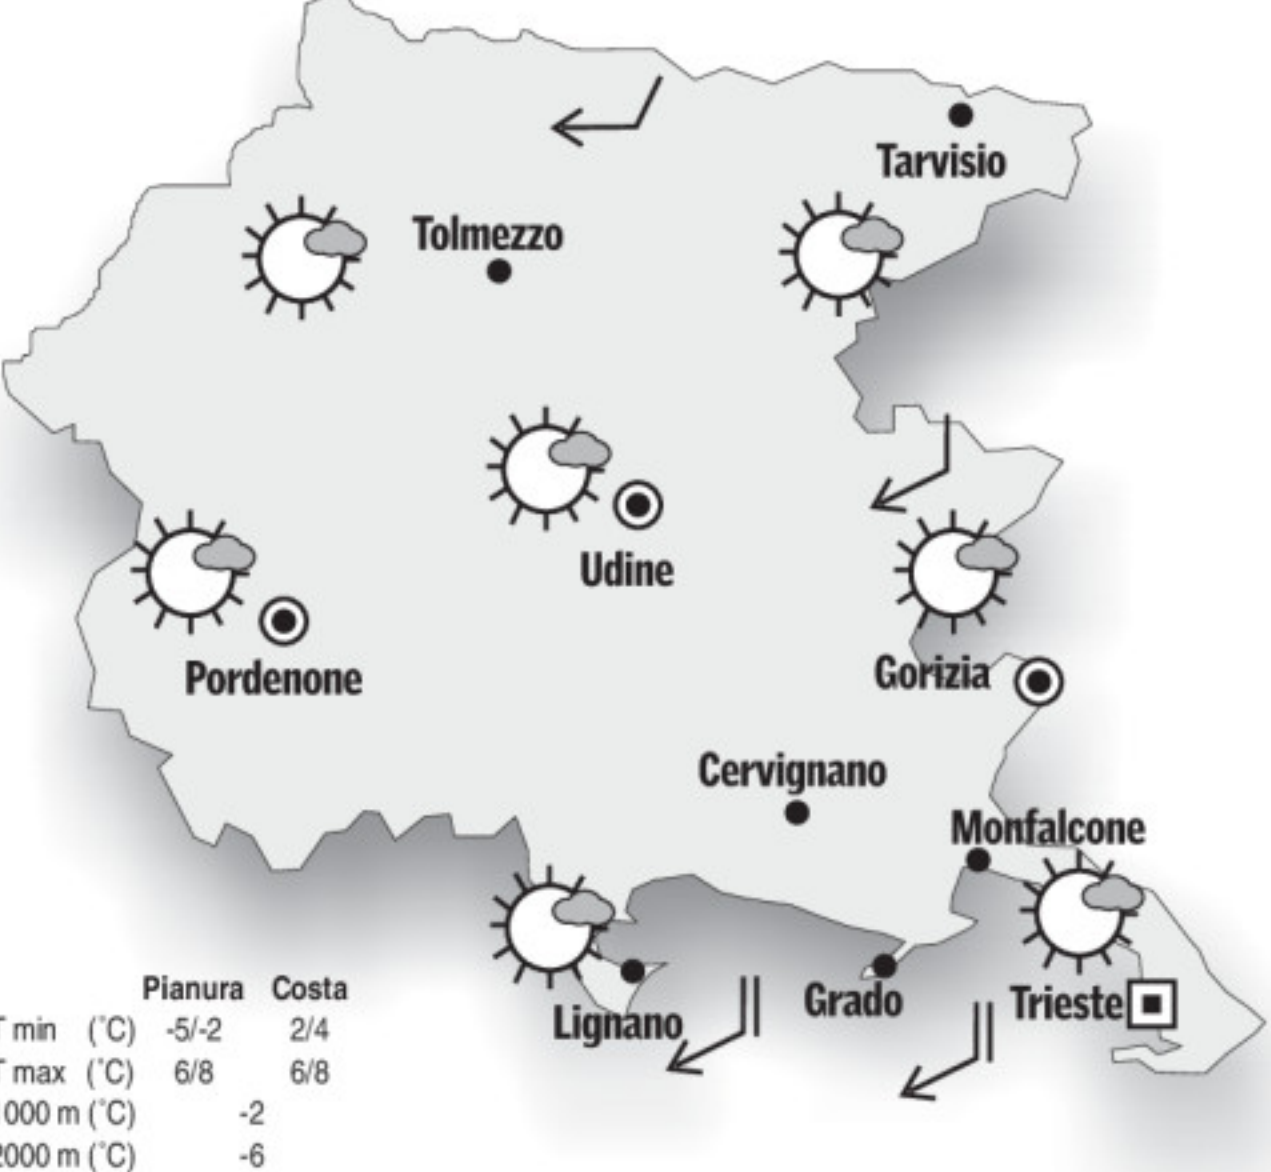 Tarvisio
Tolmezzo
Udine
Pordenone
Gorizia
Cervignano
Monfalcone
Grado
Trieste
Lignano
Pianura Costa
T min (°C) -5/-2 2/4
T max (°C) 6/8 6/8
000 m (°C) -2
2000 m (°C) -6